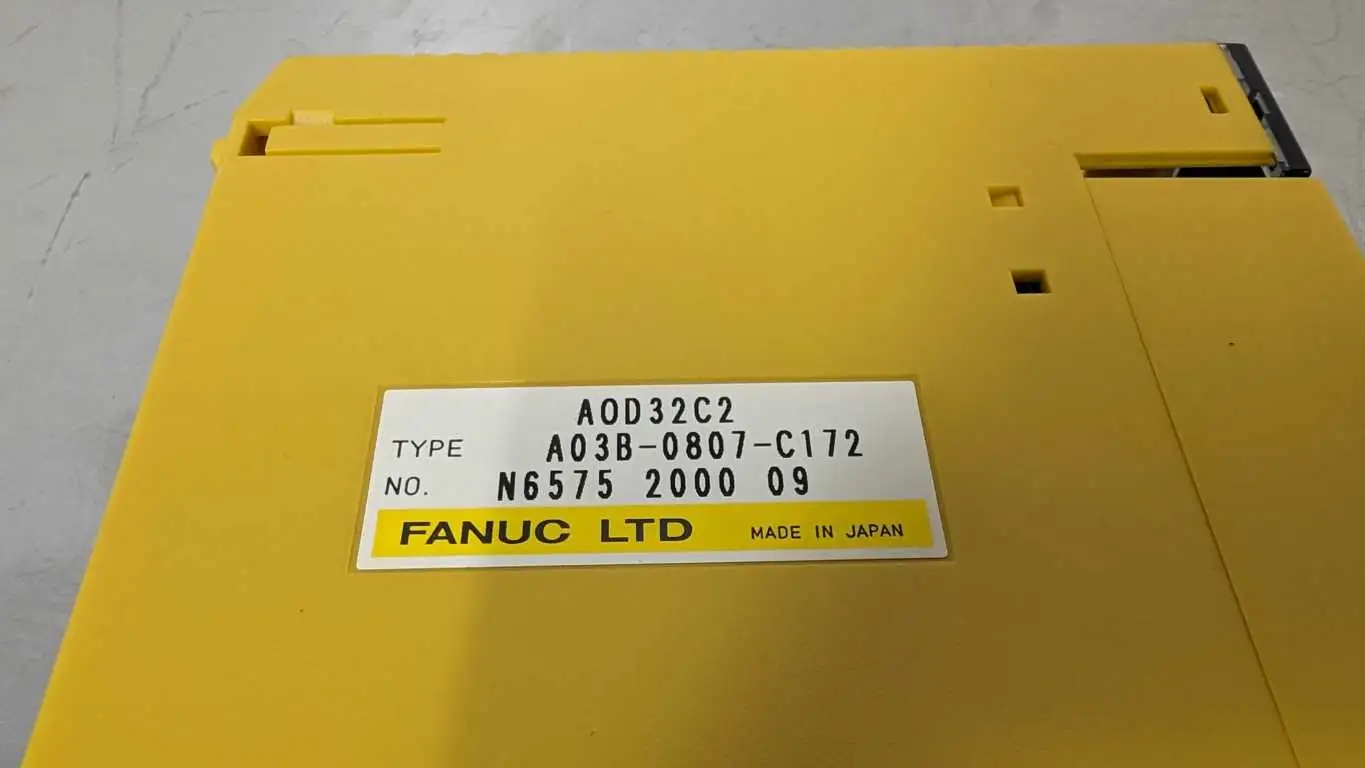 AOD32C2
TYPE A03B-0807-C172
NO. N6575 2000 09
FANUC LTD MADE IN JAPAN